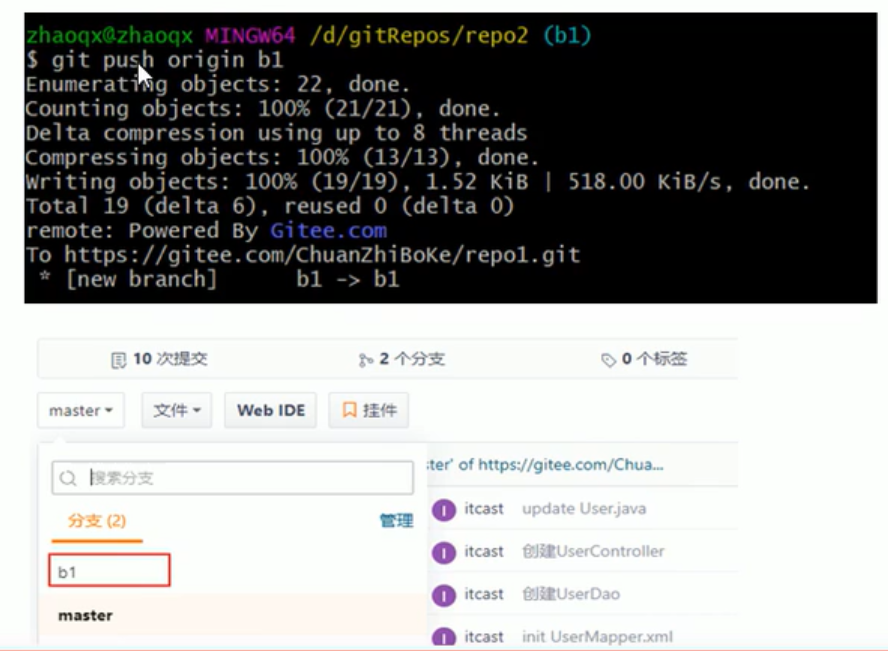 zhaoqx@zhaoqx MINGW64 /d/gitRepos/repo2 (b1)
$ git push origin b1
Enumerating objects: 22, done.
Counting objects: 100% (21/21), done.
Delta compression using up to 8 threads
Compressing objects: 100% (13/13), done.
Writing objects: 100% (19/19), 1.52 KiB | 518.00 KiB/s, done.
Total 19 (delta 6), reused 0 (delta 0)
remote: Powered By Gitee.com
To https://gitee.com/ChuanZhiBoKe/repo1.git
* [new branch] b1 -> b1
10 次提交 2 个分支 0 个标签
master 文件 Web IDE 挂件
搜索分支
ster' of https://gitee.com/Chua...
分支 (2) 管理
itcast update User.java
b1
itcast 创建UserController
itcast 创建UserDao
master
itcast init UserMapper.xml